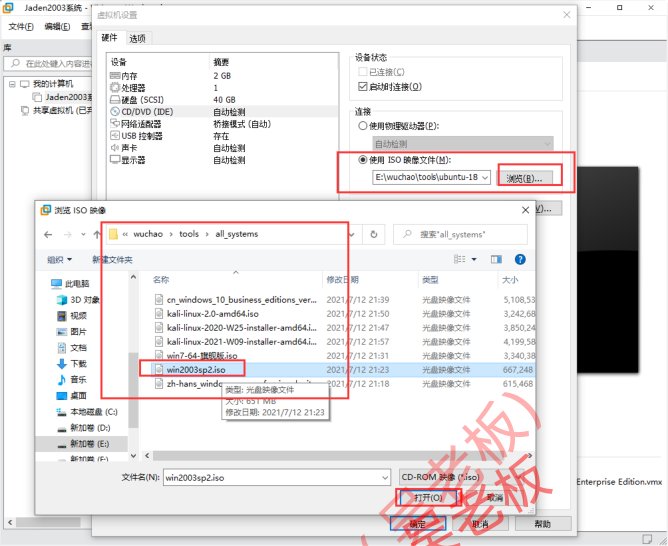 Jaden2003系统 -
虚拟机设置
文件(F) 编辑(E) 查看
硬件 选项
库
在此处键入内容进行
我的计算机
Jaden2003系
共享虚拟机 (已弃
设备 摘要
内存 2 GB
处理器 1
硬盘 (SCSI) 40 GB
CD/DVD (IDE) 自动检测
网络适配器 桥接模式 (自动)
USB 控制器 存在
声卡 自动检测
显示器 自动检测
设备状态
已连接(C)
启动时连接(O)
连接
使用物理驱动器(P):
自动检测
使用 ISO 映像文件(M):
E:\wuchao\tools\ubuntu-18 浏览(B)...
(V)...
浏览 ISO 映像
« wuchao › tools › all_systems
搜索"all_systems"
组织 新建文件夹
名称 修改日期 类型 大小
此电脑
3D 对象
视频
图片
文档
下载
音乐
桌面
本地磁盘 (C:)
新加卷 (D:)
新加卷 (E:)
cn_windows_10_business_editions_ver... 2021/7/12 21:39 光盘映像文件 5,108,53
kali-linux-2.0-amd64.iso 2021/7/12 21:50 光盘映像文件 3,242,68
kali-linux-2020-W25-installer-amd64.i... 2021/7/12 21:47 光盘映像文件 3,850,24
kali-linux-2021-W09-installer-amd64.i... 2021/7/12 21:57 光盘映像文件 4,199,58
win7-64-旗舰版.iso 2021/7/12 21:31 光盘映像文件 3,340,38
win2003sp2.iso 2021/7/12 21:23 光盘映像文件 667,248
zh-hans_windo 2021/7/12 21:18 光盘映像文件 615,468
类型: 光盘映像文件
大小: 651 MB
修改日期: 2021/7/12 21:23
文件名(N): win2003sp2.iso CD-ROM 映像 (*.iso)
打开(O) 取消
确定 取消 帮助
Enterprise Edition.vmx
老板)
老板